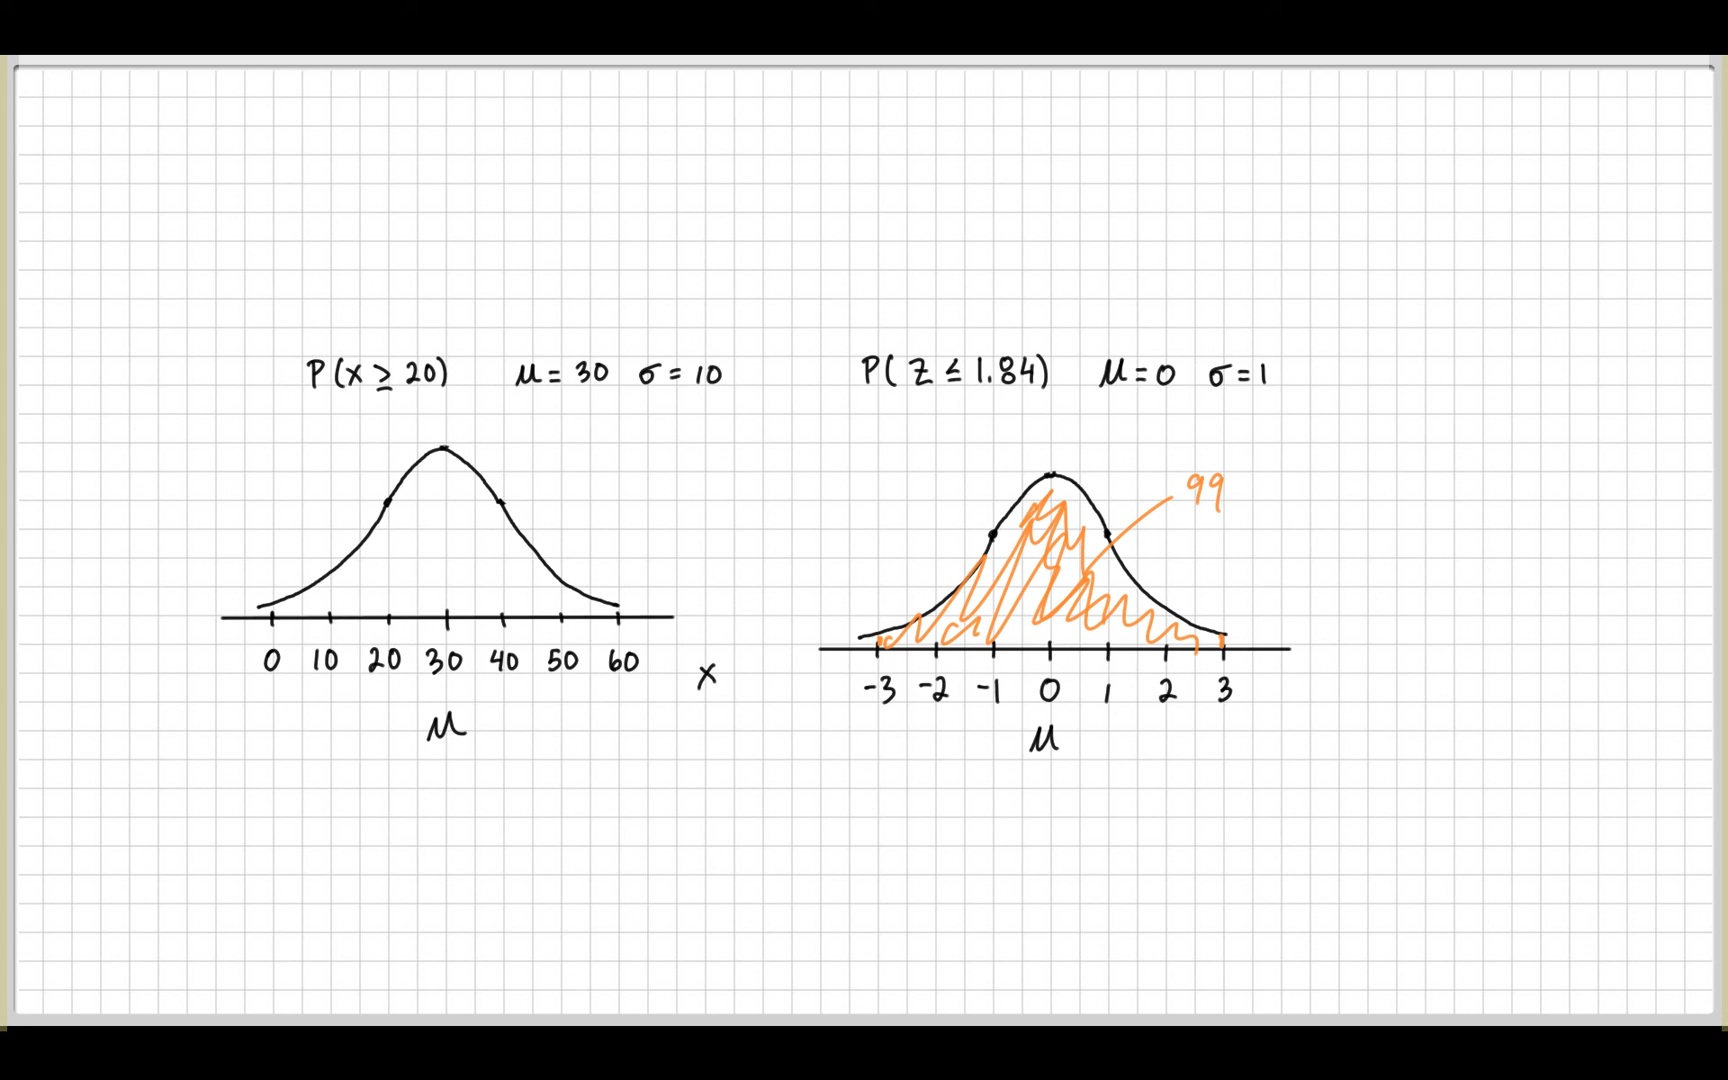 P(x ≥ 20) μ = 30 σ = 10
0 10 20 30 40 50 60 x
μ
P(Z ≤ 1.84) μ = 0 σ = 1
99
-3 -2 -1 0 1 2 3
μ